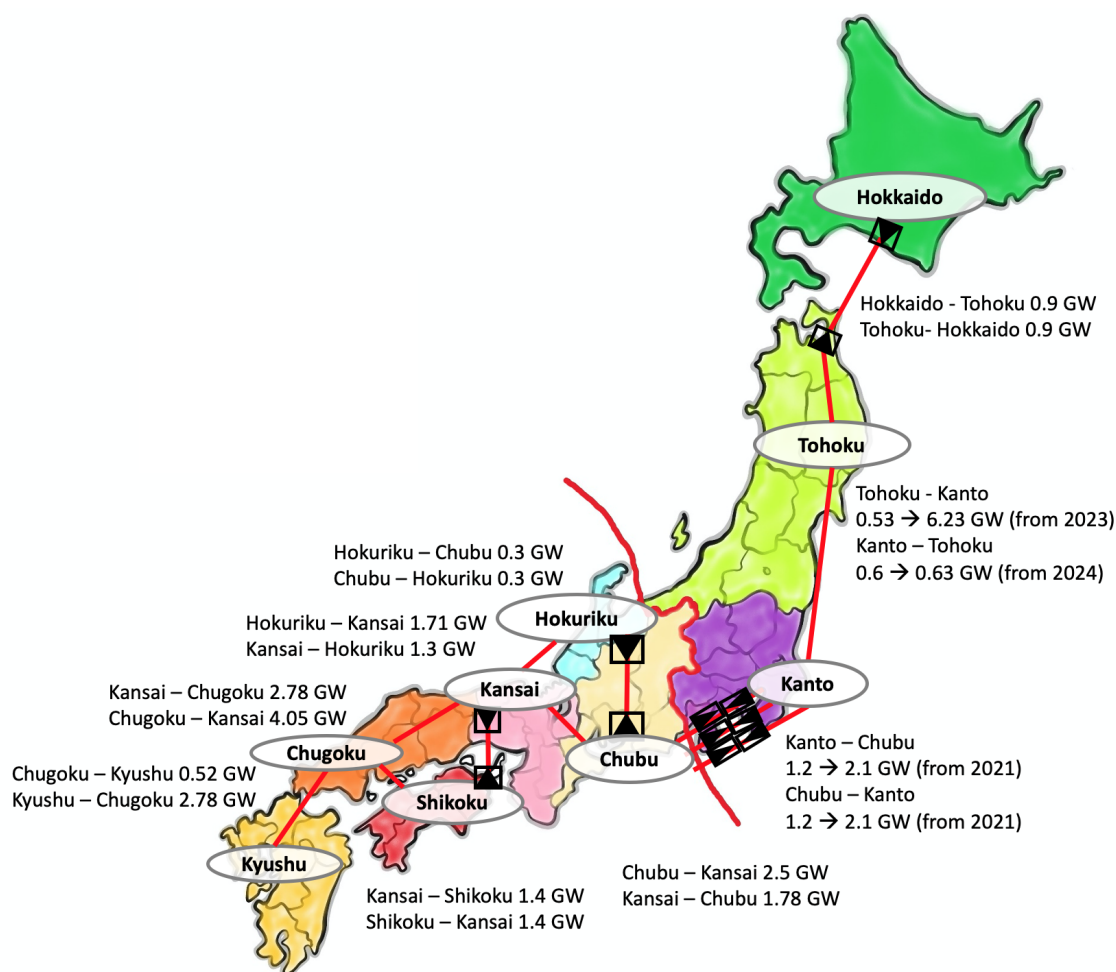 Hokkaido
Hokkaido - Tohoku 0.9 GW
Tohoku- Hokkaido 0.9 GW
Tohoku
Tohoku - Kanto
0.53 → 6.23 GW (from 2023)
Kanto – Tohoku
0.6 → 0.63 GW (from 2024)
Hokuriku – Chubu 0.3 GW
Chubu – Hokuriku 0.3 GW
Hokuriku
Hokuriku – Kansai 1.71 GW
Kansai – Hokuriku 1.3 GW
Kansai
Kanto
Kansai – Chugoku 2.78 GW
Chugoku – Kansai 4.05 GW
Chugoku
Chubu
Kanto – Chubu
1.2 → 2.1 GW (from 2021)
Chubu – Kanto
1.2 → 2.1 GW (from 2021)
Chugoku – Kyushu 0.52 GW
Kyushu – Chugoku 2.78 GW
Shikoku
Kyushu
Chubu – Kansai 2.5 GW
Kansai – Chubu 1.78 GW
Kansai – Shikoku 1.4 GW
Shikoku – Kansai 1.4 GW